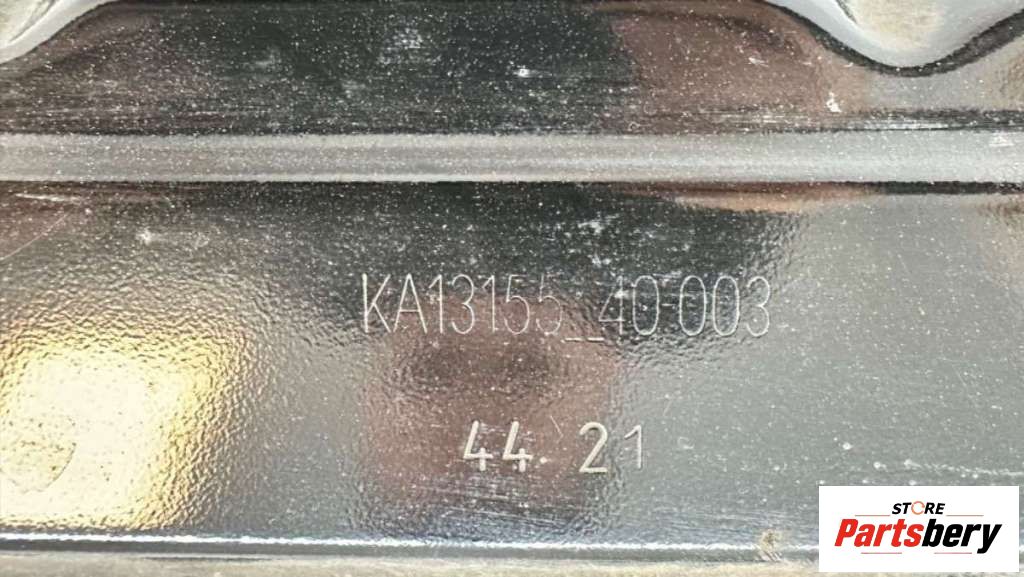 KA13155_40 003
44. 21
STORE
Partsbery